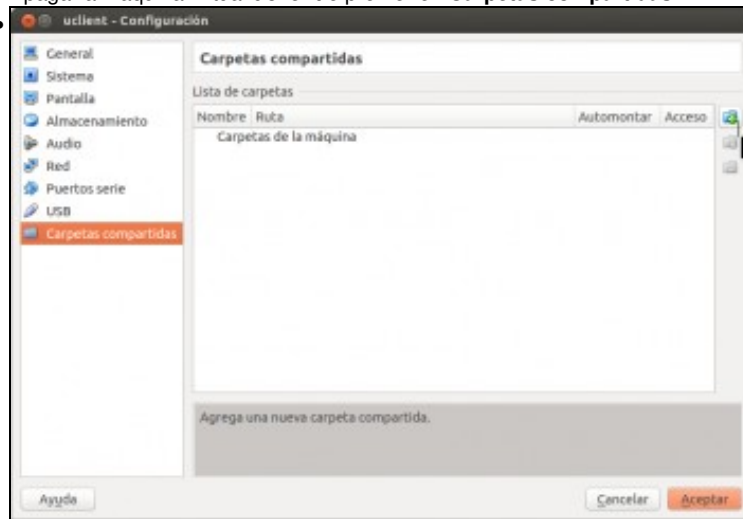 uclient - Configuración
General
Sistema
Pantalla
Almacenamiento
Audio
Red
Puertos serie
USB
Carpetas compartidas
Carpetas compartidas
Lista de carpetas
Nombre Ruta Automontar Acceso
Carpetas de la máquina
Agrega una nueva carpeta compartida.
Ayuda
Cancelar
Aceptar